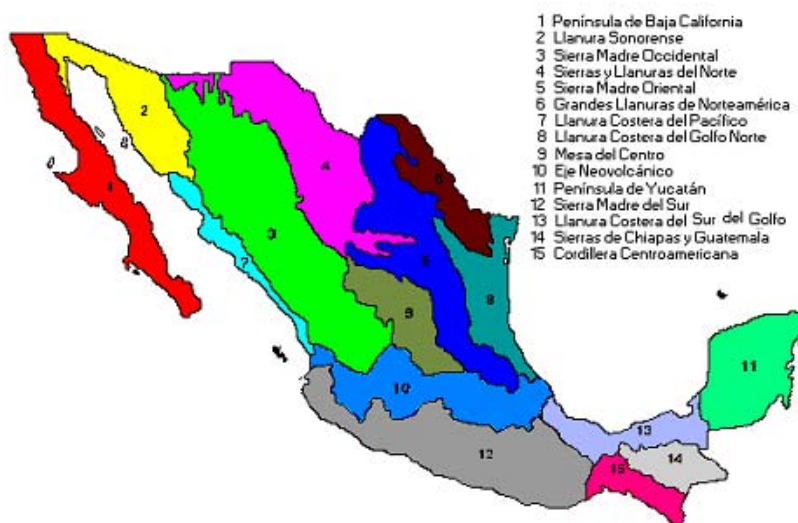 1 Península de Baja California
2 Llanura Sonorense
3 Sierra Madre Occidental
4 Sierras y Llanuras del Norte
5 Sierra Madre Oriental
6 Grandes Llanuras de Norteamérica
7 Llanura Costera del Pacífico
8 Llanura Costera del Golfo Norte
9 Mesa del Centro
10 Eje Neovolcánico
11 Península de Yucatán
12 Sierra Madre del Sur
13 Llanura Costera del Sur del Golfo
14 Sierras de Chiapas y Guatemala
15 Cordillera Centroamericana
2
1
4
6
3
7
5
8
9
10
11
12
13
14
15